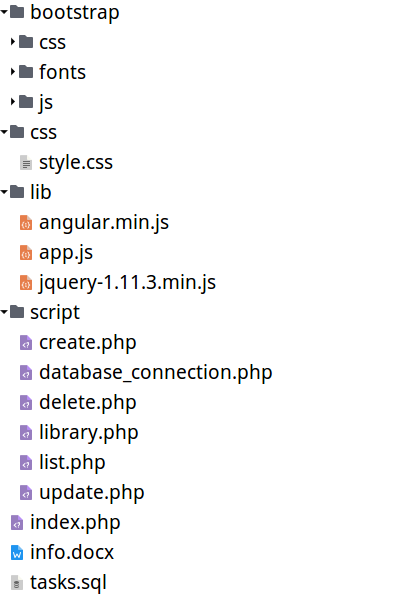 bootstrap
css
fonts
js
css
style.css
lib
angular.min.js
app.js
jquery-1.11.3.min.js
script
create.php
database_connection.php
delete.php
library.php
list.php
update.php
index.php
info.docx
tasks.sql